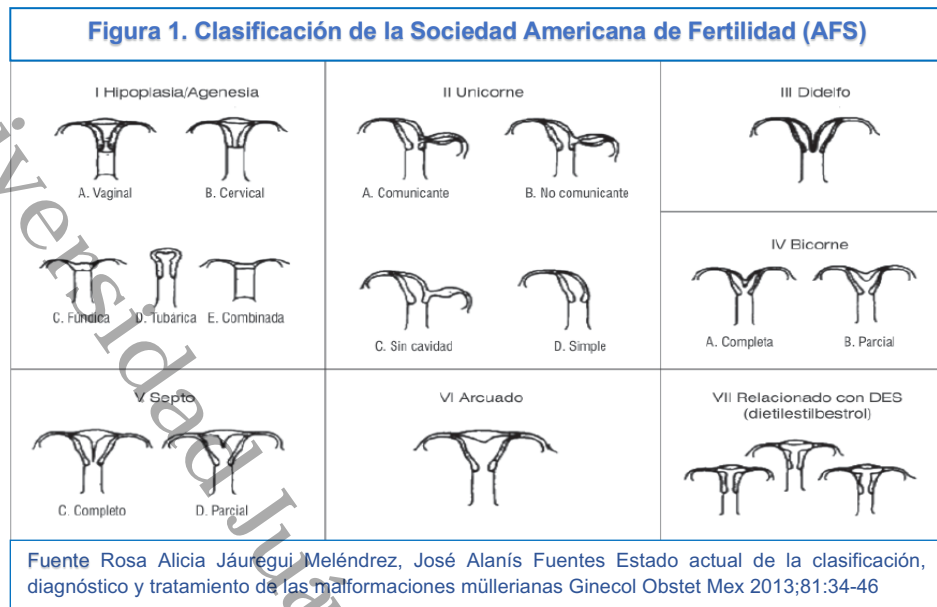 Figura 1. Clasificación de la Sociedad Americana de Fertilidad (AFS)
I Hipoplasia/Agenesia
A. Vaginal
B. Cervical
C. Fúndica
D. Tubárica
E. Combinada
II Unicorne
A. Comunicante
B. No comunicante
C. Sin cavidad
D. Simple
III Didelfo
IV Bicorne
A. Completa
B. Parcial
V Septo
C. Completo
D. Parcial
VI Arcuado
VII Relacionado con DES
(dietilestilbestrol)
Fuente Rosa Alicia Jáuregui Meléndrez, José Alanís Fuentes Estado actual de la clasificación,
diagnóstico y tratamiento de las malformaciones müllerianas Ginecol Obstet Mex 2013;81:34-46